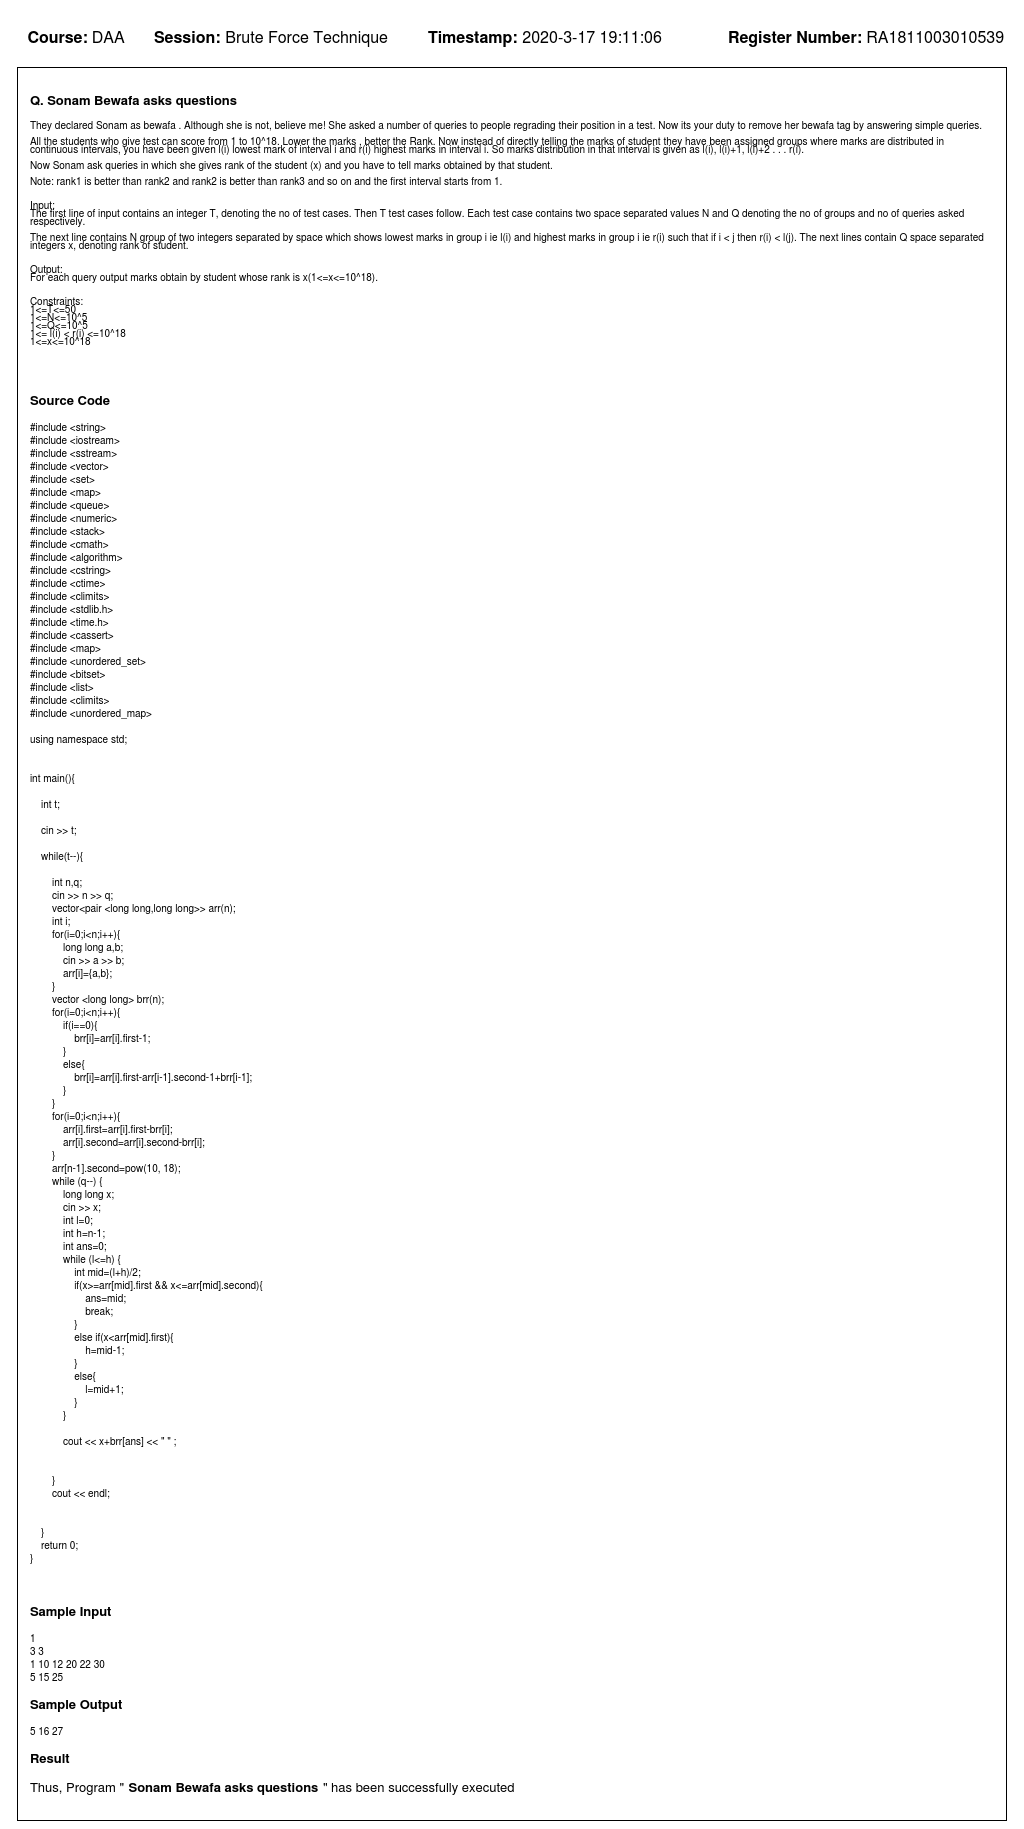 Course: DAA Session: Brute Force Technique Timestamp: 2020-3-17 19:11:06 Register Number: RA1811003010539
Q. Sonam Bewafa asks questions
They declared Sonam as bewafa . Although she is not, believe me! She asked a number of queries to people regrading their position in a test. Now its your duty to remove her bewafa tag by answering simple queries.
All the students who give test can score from 1 to 10^18. Lower the marks , better the Rank. Now instead of directly telling the marks of student they have been assigned groups where marks are distributed in
continuous intervals, you have been given l(i) lowest mark of interval i and r(i) highest marks in interval i. So marks distribution in that interval is given as l(i), l(i)+1, l(i)+2 . . . r(i).
Now Sonam ask queries in which she gives rank of the student (x) and you have to tell marks obtained by that student.
Note: rank1 is better than rank2 and rank2 is better than rank3 and so on and the first interval starts from 1.
Input:
The first line of input contains an integer T, denoting the no of test cases. Then T test cases follow. Each test case contains two space separated values N and Q denoting the no of groups and no of queries asked
respectively.
The next line contains N group of two integers separated by space which shows lowest marks in group i ie l(i) and highest marks in group i ie r(i) such that if i < j then r(i) < l(j). The next lines contain Q space separated
integers x, denoting rank of student.
Output:
For each query output marks obtain by student whose rank is x(1<=x<=10^18).
Constraints:
1<=T<=50
1<=N<=10^5
1<=Q<=10^5
1<= l(i) < r(i) <=10^18
1<=x<=10^18
Source Code
#include <string>
#include <iostream>
#include <sstream>
#include <vector>
#include <set>
#include <map>
#include <queue>
#include <numeric>
#include <stack>
#include <cmath>
#include <algorithm>
#include <cstring>
#include <ctime>
#include <climits>
#include <stdlib.h>
#include <time.h>
#include <cassert>
#include <map>
#include <unordered_set>
#include <bitset>
#include <list>
#include <climits>
#include <unordered_map>
using namespace std;
int main(){
int t;
cin >> t;
while(t--){
int n,q;
cin >> n >> q;
vector<pair <long long,long long>> arr(n);
int i;
for(i=0;i<n;i++){
long long a,b;
cin >> a >> b;
arr[i]={a,b};
}
vector <long long> brr(n);
for(i=0;i<n;i++){
if(i==0){
brr[i]=arr[i].first-1;
}
else{
brr[i]=arr[i].first-arr[i-1].second-1+brr[i-1];
}
}
for(i=0;i<n;i++){
arr[i].first=arr[i].first-brr[i];
arr[i].second=arr[i].second-brr[i];
}
arr[n-1].second=pow(10, 18);
while (q--) {
long long x;
cin >> x;
int l=0;
int h=n-1;
int ans=0;
while (l<=h) {
int mid=(l+h)/2;
if(x>=arr[mid].first && x<=arr[mid].second){
ans=mid;
break;
}
else if(x<arr[mid].first){
h=mid-1;
}
else{
l=mid+1;
}
}
cout << x+brr[ans] << " " ;
}
cout << endl;
}
return 0;
}
Sample Input
1
3 3
1 10 12 20 22 30
5 15 25
Sample Output
5 16 27
Result
Thus, Program " Sonam Bewafa asks questions " has been successfully executed